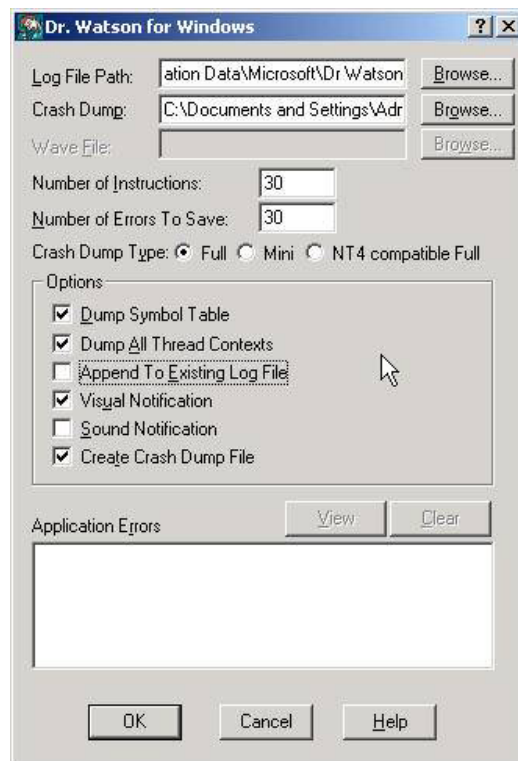 Dr. Watson for Windows
Log File Path: ation Data\Microsoft\Dr Watson Browse...
Crash Dump: C:\Documents and Settings\Adr Browse...
Wave File: Browse...
Number of Instructions: 30
Number of Errors To Save: 30
Crash Dump Type: Full Mini NT4 compatible Full
Options
Dump Symbol Table
Dump All Thread Contexts
Append To Existing Log File
Visual Notification
Sound Notification
Create Crash Dump File
Application Errors View Clear
OK Cancel Help